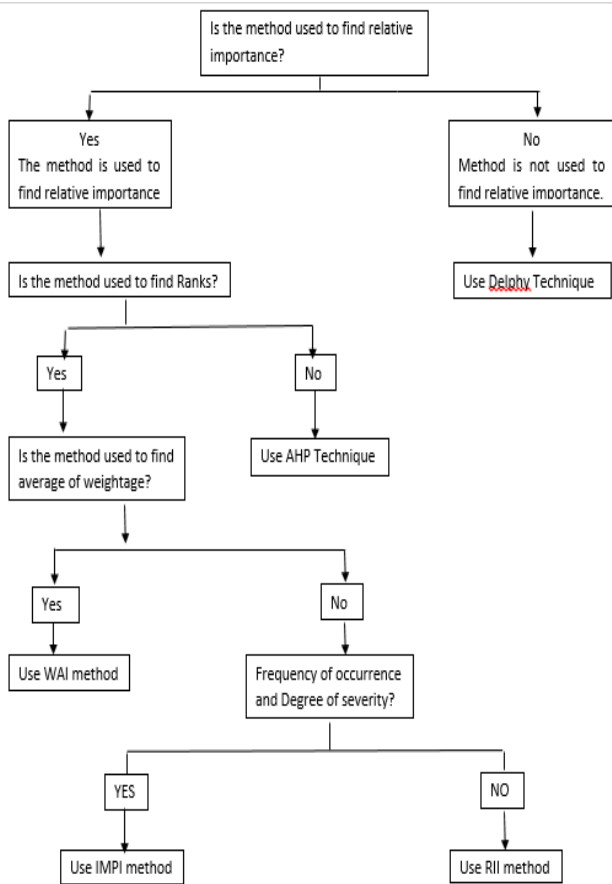 Is the method used to find relative
importance?
Yes
The method is used to
find relative importance
No
Method is not used to
find relative importance.
Is the method used to find Ranks?
Use Delphy Technique
Yes
No
Is the method used to find
average of weightage?
Use AHP Technique
Yes
No
Use WAI method
Frequency of occurrence
and Degree of severity?
YES
NO
Use IMPI method
Use RII method